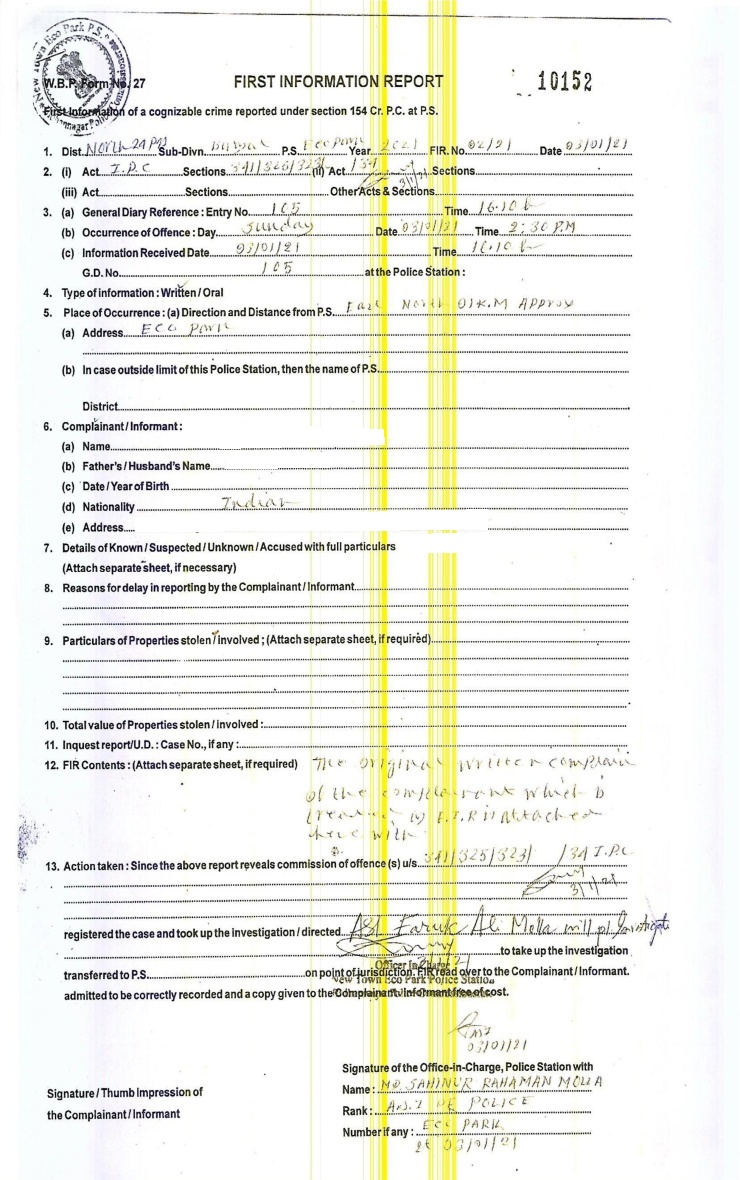 New Town Eco Park P.S.
W.B.P. Form No. 27
FIRST INFORMATION REPORT
10152
First Information of a cognizable crime reported under section 154 Cr. P.C. at P.S.
1. Dist. North 24 PGS Sub-Divn. P.S. Eco Park Year 2021 FIR. No. 02/21 Date 03/01/21
2. (i) Act I.P.C Sections 341/325/323 (ii) Act /34 Sections
3/1/21
(iii) Act Sections Other Acts & Sections
3. (a) General Diary Reference : Entry No. 105 Time 16.10 h
(b) Occurrence of Offence : Day Sunday Date 03/01/21 Time 2:30 P.M
(c) Information Received Date 03/01/21 Time 16.10 h
G.D. No. 105 at the Police Station :
4. Type of information : Written / Oral
5. Place of Occurrence : (a) Direction and Distance from P.S. East North 01 K.M Approx
(a) Address ECO Park
(b) In case outside limit of this Police Station, then the name of P.S.
District
6. Complainant / Informant :
(a) Name
(b) Father's / Husband's Name
(c) Date / Year of Birth
(d) Nationality Indian
(e) Address
7. Details of Known / Suspected / Unknown / Accused with full particulars
(Attach separate sheet, if necessary)
8. Reasons for delay in reporting by the Complainant / Informant
9. Particulars of Properties stolen / involved ; (Attach separate sheet, if required)
10. Total value of Properties stolen / involved :
11. Inquest report/U.D. : Case No., if any :
12. FIR Contents : (Attach separate sheet, if required) The original written complain
of the complainant which is
treated as F.I.R is attached
here with
13. Action taken : Since the above report reveals commission of offence (s) u/s. 341/325/323/ /34 I.P.C
3/1/21
registered the case and took up the investigation / directed ASI Faruk Ali Molla will pl. investigate
to take up the investigation
Officer in Charge
transferred to P.S. on point of jurisdiction. FIR read over to the Complainant / Informant.
New Town Eco Park Police Station
admitted to be correctly recorded and a copy given to the Complainant / Informant free of cost.
03/01/21
Signature of the Office-in-Charge, Police Station with
Signature / Thumb Impression of
the Complainant / Informant
Name : MD. SAHINUR RAHAMAN MOLLA
Rank : A.S.I OF POLICE
Number if any : ECO PARK
03/01/21